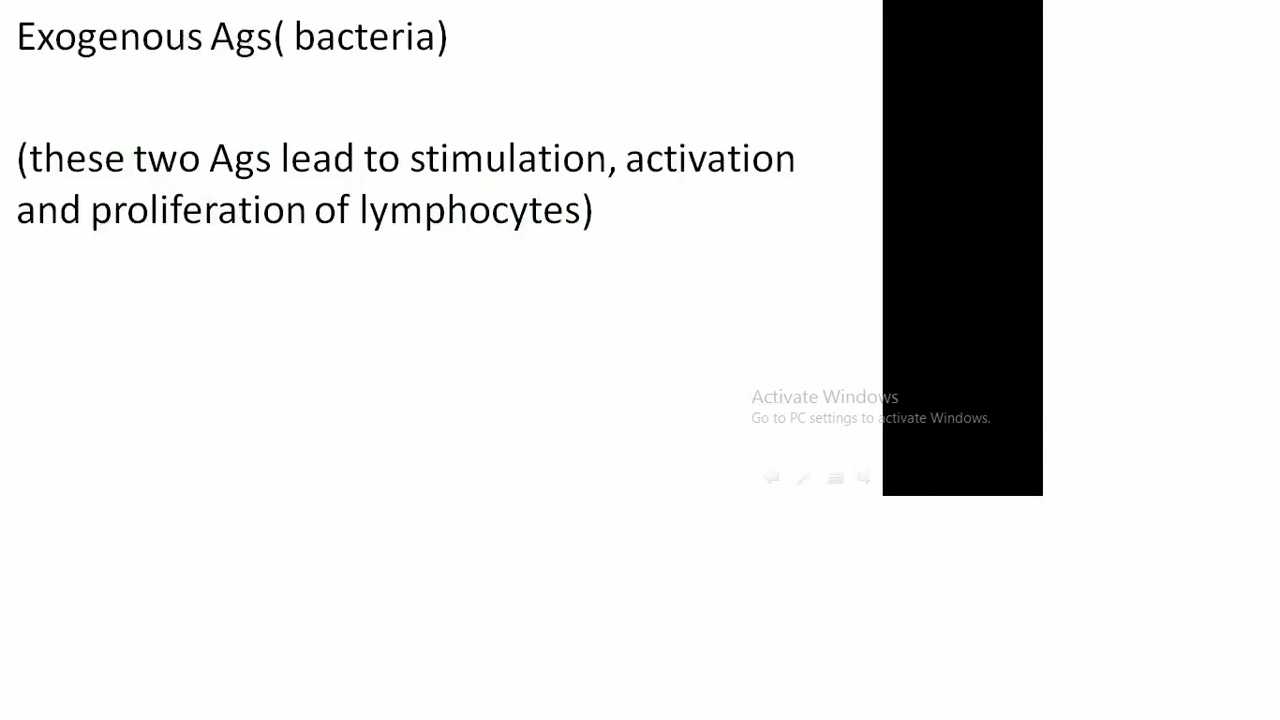 Exogenous Ags( bacteria)
(these two Ags lead to stimulation, activation
and proliferation of lymphocytes)
Activate Windows
Go to PC settings to activate Windows.